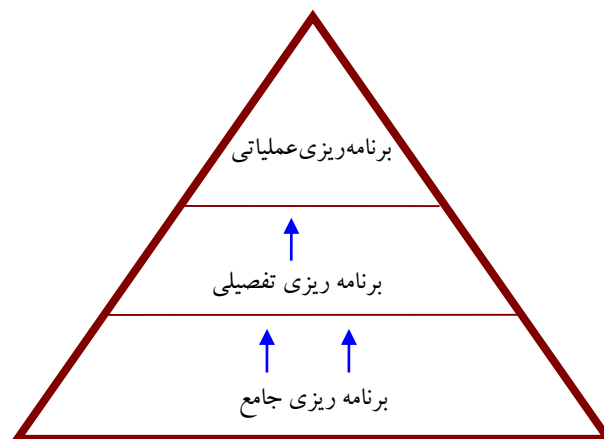 برنامه‌ریزی عملیاتی
برنامه ریزی تفصیلی
برنامه ریزی جامع